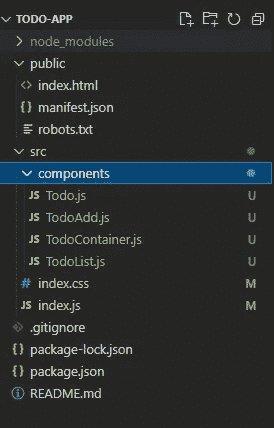 TODO-APP
node_modules
public
<> index.html
{} manifest.json
robots.txt
src
components
JS Todo.js U
JS TodoAdd.js U
JS TodoContainer.js U
JS TodoList.js U
# index.css M
JS index.js M
.gitignore
{} package-lock.json
{} package.json
README.md